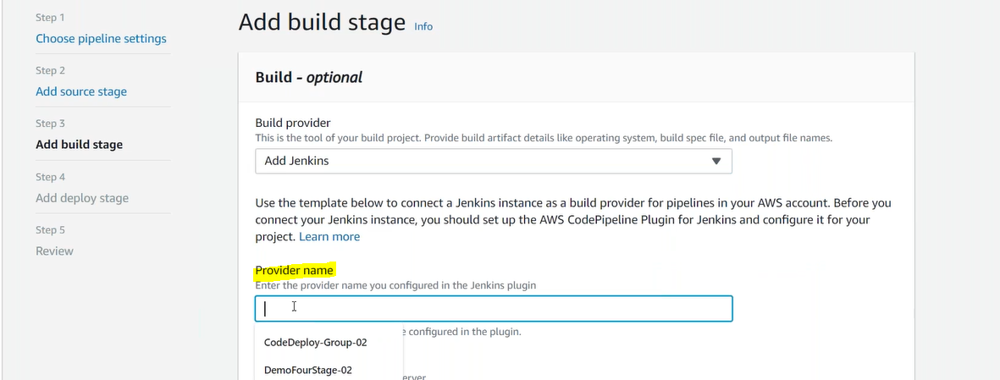 Step 1
Choose pipeline settings
Step 2
Add source stage
Step 3
Add build stage
Step 4
Add deploy stage
Step 5
Review
Add build stage Info
Build - optional
Build provider
This is the tool of your build project. Provide build artifact details like operating system, build spec file, and output file names.
Add Jenkins
Use the template below to connect a Jenkins instance as a build provider for pipelines in your AWS account. Before you
connect your Jenkins instance, you should set up the AWS CodePipeline Plugin for Jenkins and configure it for your
project. Learn more
Provider name
Enter the provider name you configured in the Jenkins plugin
configured in the plugin.
CodeDeploy-Group-02
DemoFourStage-02